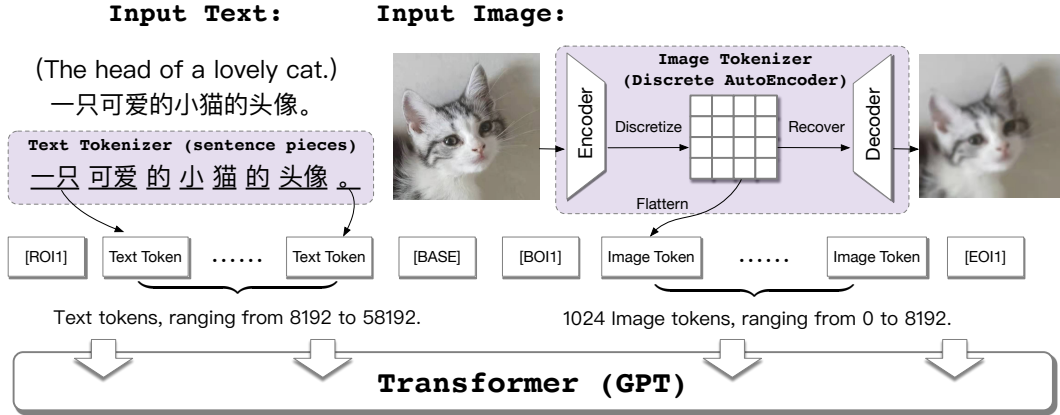 Input Text: Input Image:
(The head of a lovely cat.)
一只可爱的小猫的头像。
Text Tokenizer (sentence pieces)
一只 可爱 的 小 猫 的 头像 。
Image Tokenizer
(Discrete AutoEncoder)
Encoder
Discretize
Recover
Decoder
Flattern
[ROI1] Text Token ...... Text Token [BASE] [BOI1] Image Token ...... Image Token [EOI1]
Text tokens, ranging from 8192 to 58192. 1024 Image tokens, ranging from 0 to 8192.
Transformer (GPT)